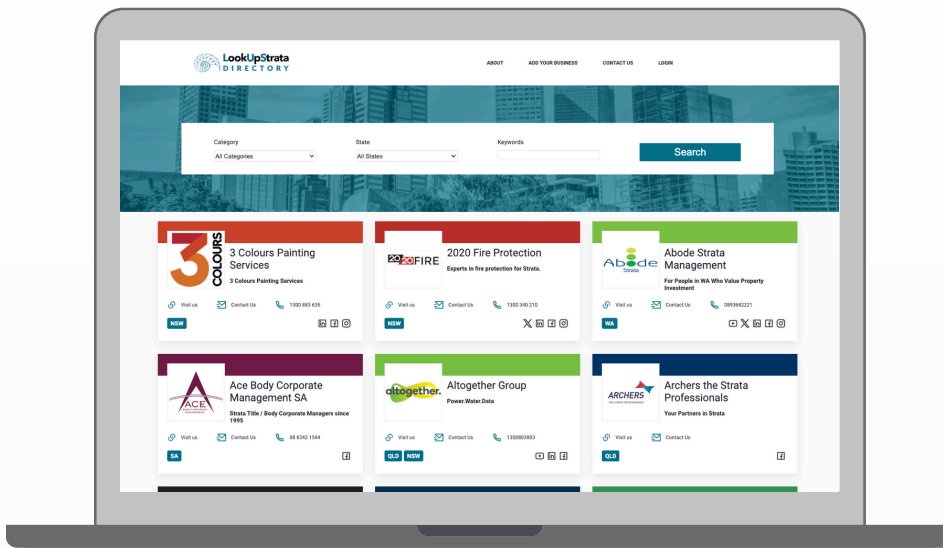 LookUpStrata
DIRECTORY
ABOUT
ADD YOUR BUSINESS
CONTACT US
LOGIN
Category
State
Keywords
All Categories
All States
Search
3 COLOURS
3 Colours Painting
Services
3 Colours Painting Services
Visit us
Contact Us
1300 883 635
NSW
2020FIRE
2020 Fire Protection
Experts in fire protection for Strata.
Visit us
Contact Us
1300 340 210
NSW
Abode
Strata
Abode Strata
Management
For People in WA Who Value Property
Investment
Visit us
Contact Us
0893682221
WA
ACE
Ace Body Corporate
Management SA
Strata Title / Body Corporate Managers since
1995
Visit us
Contact Us
08 8342 1544
SA
altogether.
Altogether Group
Power.Water.Data
Visit us
Contact Us
1300803803
QLD NSW
ARCHERS
Archers the Strata
Professionals
Your Partners in Strata
Visit us
Contact Us
QLD